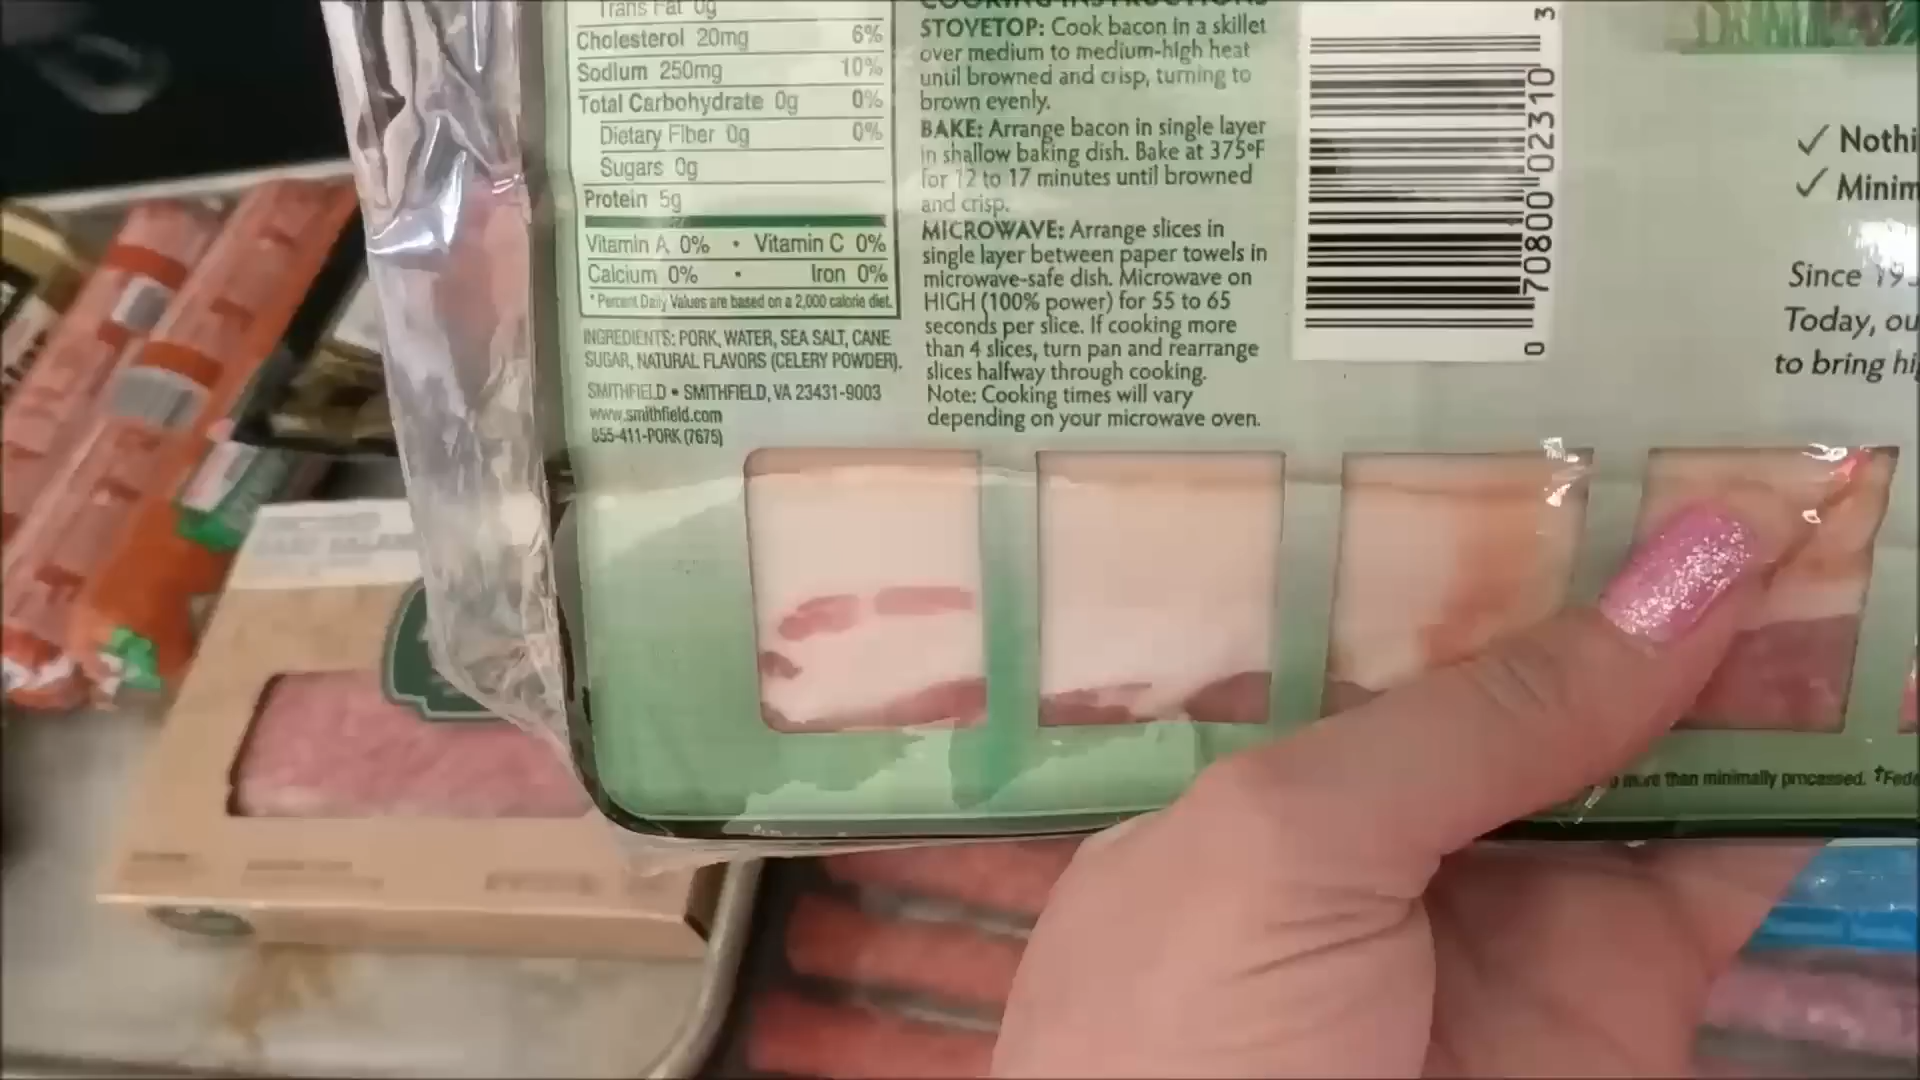 Trans Fat 0g
Cholesterol 20mg 6%
Sodium 250mg 10%
Total Carbohydrate 0g 0%
Dietary Fiber 0g 0%
Sugars 0g
Protein 5g
Vitamin A 0% • Vitamin C 0%
Calcium 0% • Iron 0%
* Percent Daily Values are based on a 2,000 calorie diet.
INGREDIENTS: PORK, WATER, SEA SALT, CANE
SUGAR, NATURAL FLAVORS (CELERY POWDER).
SMITHFIELD • SMITHFIELD, VA 23431-9003
www.smithfield.com
855-411-PORK (7675)
COOKING INSTRUCTIONS
STOVETOP: Cook bacon in a skillet
over medium to medium-high heat
until browned and crisp, turning to
brown evenly.
BAKE: Arrange bacon in single layer
in shallow baking dish. Bake at 375°F
for 12 to 17 minutes until browned
and crisp.
MICROWAVE: Arrange slices in
single layer between paper towels in
microwave-safe dish. Microwave on
HIGH (100% power) for 55 to 65
seconds per slice. If cooking more
than 4 slices, turn pan and rearrange
slices halfway through cooking.
Note: Cooking times will vary
depending on your microwave oven.
0 70800 02310 3
✓ Nothi
✓ Minim
Since 19
Today, ou
to bring hi
more than minimally processed. †Fede